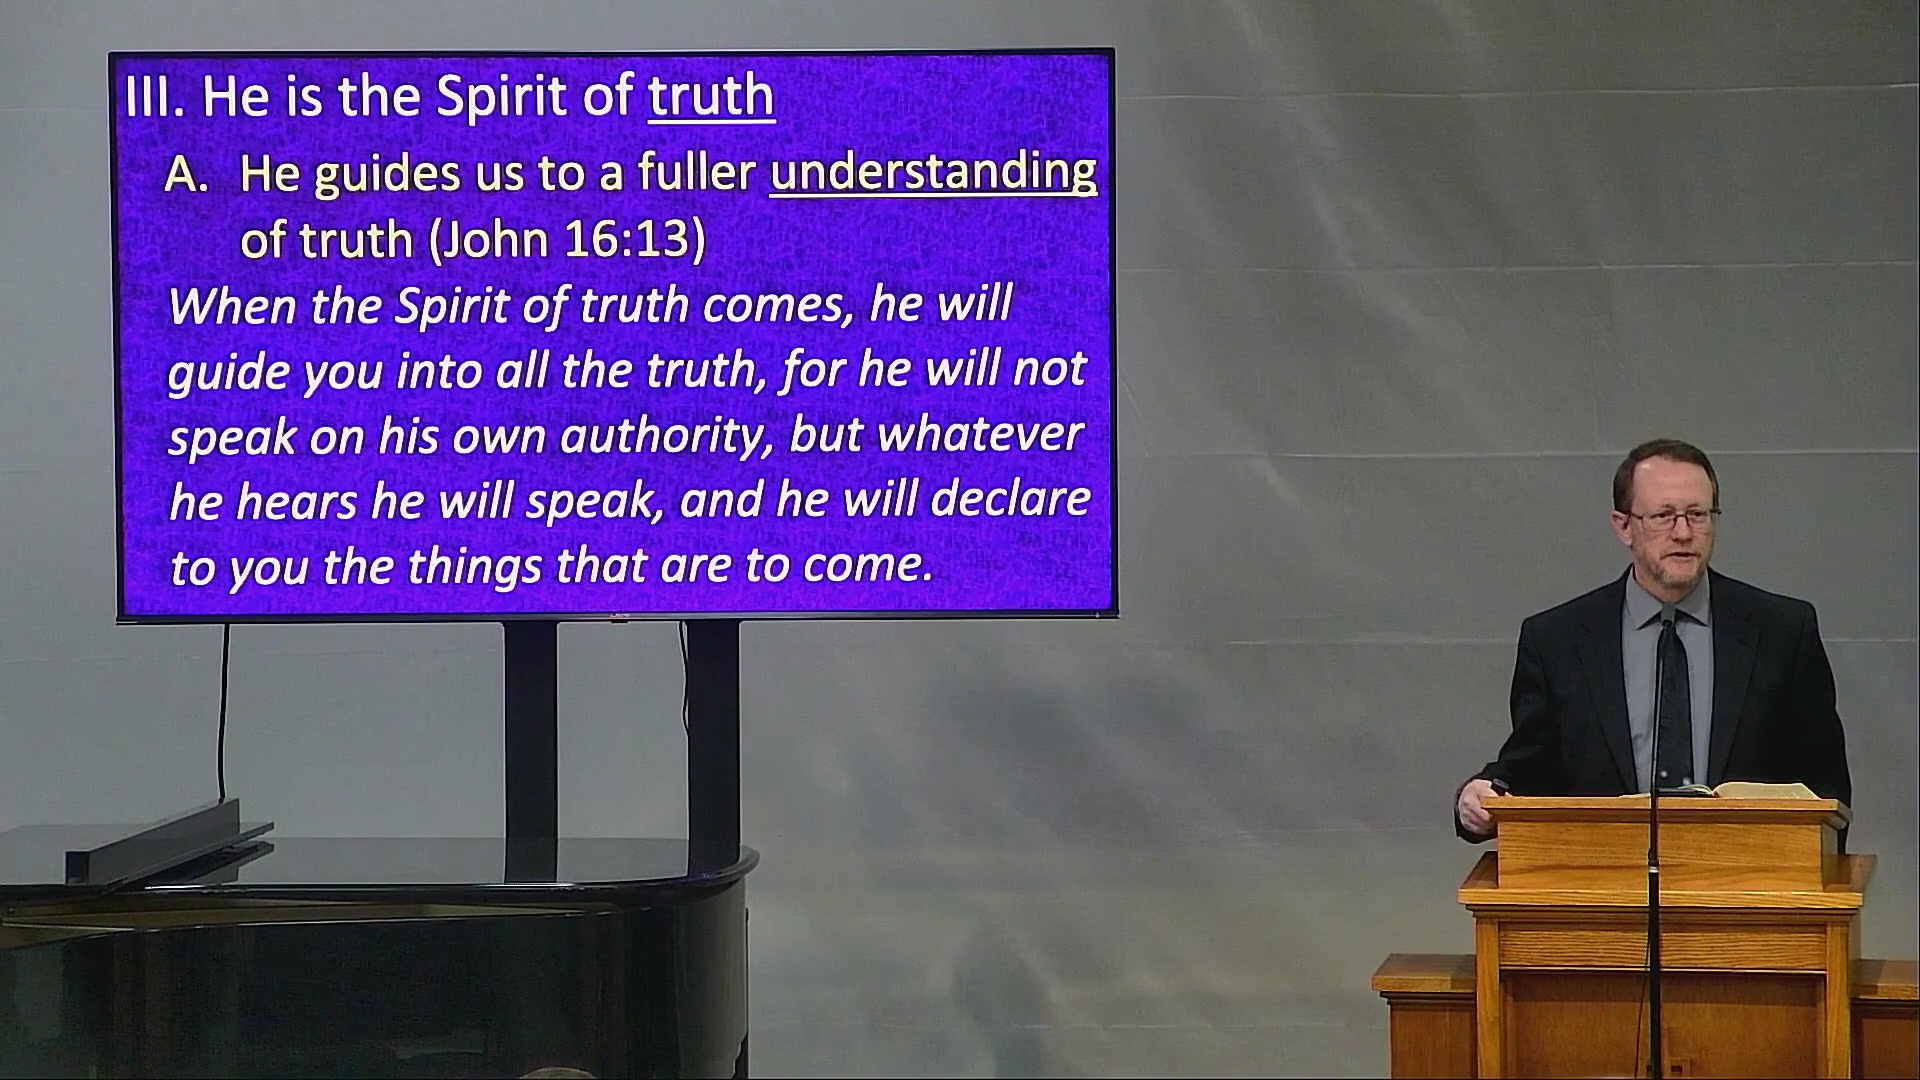 III. He is the Spirit of truth
A. He guides us to a fuller understanding
of truth (John 16:13)
When the Spirit of truth comes, he will
guide you into all the truth, for he will not
speak on his own authority, but whatever
he hears he will speak, and he will declare
to you the things that are to come.